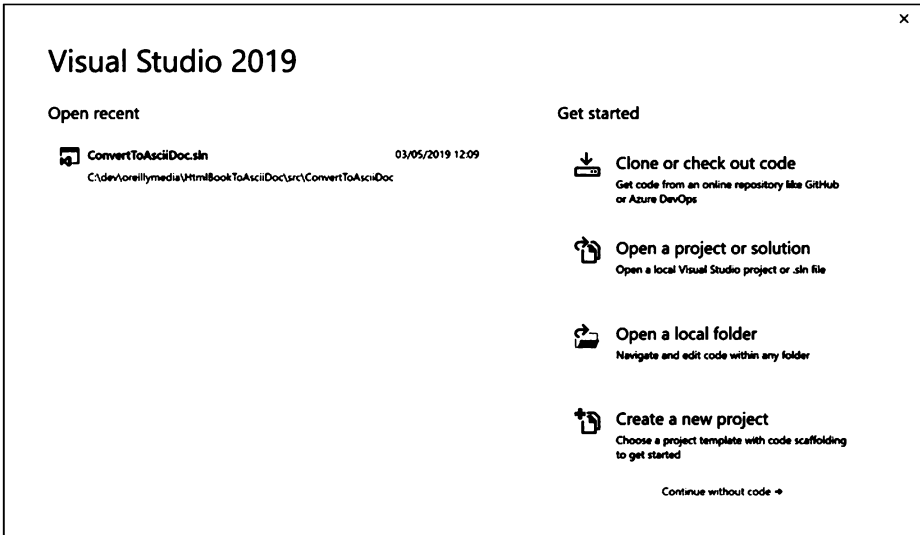 Visual Studio 2019
Open recent
ConvertToAsciiDoc.sln 03/05/2019 12:09
C:\dev\oreillymedia\HtmlBookToAsciiDoc\src\ConvertToAsciiDoc
Get started
Clone or check out code
Get code from an online repository like GitHub
or Azure DevOps
Open a project or solution
Open a local Visual Studio project or .sln file
Open a local folder
Navigate and edit code within any folder
Create a new project
Choose a project template with code scaffolding
to get started
Continue without code →